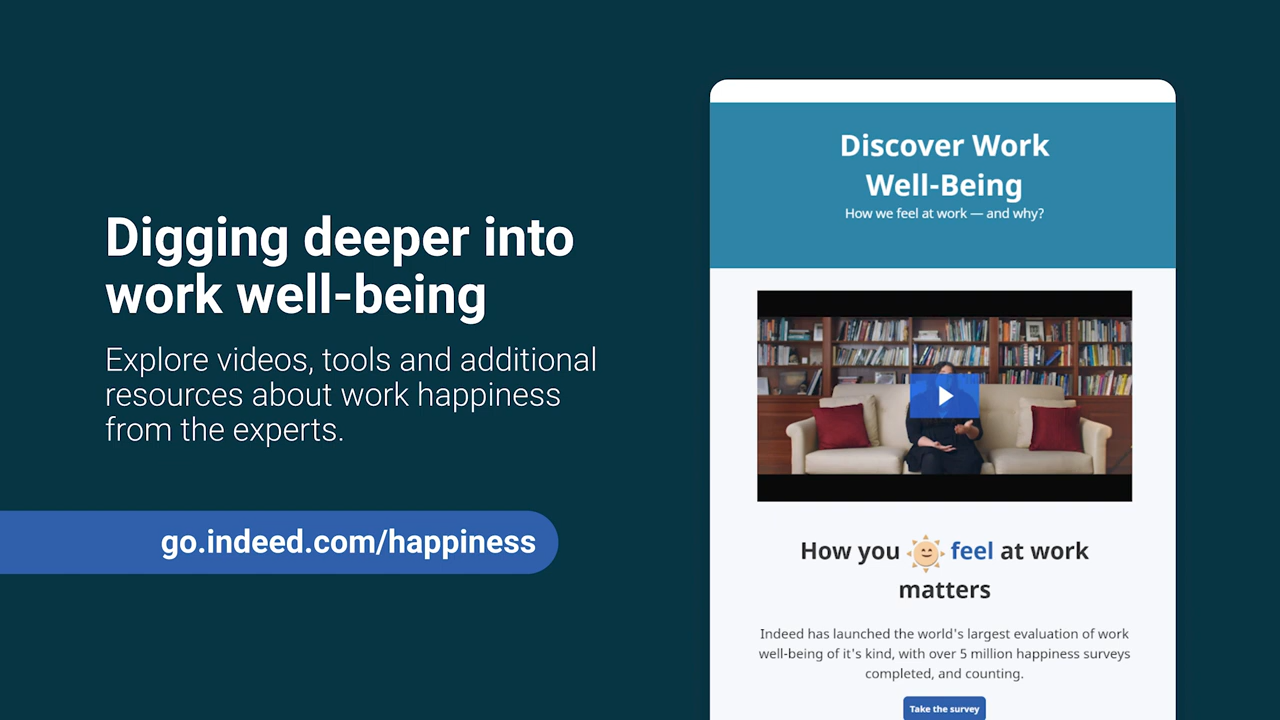 Digging deeper into
work well-being
Explore videos, tools and additional
resources about work happiness
from the experts.
go.indeed.com/happiness
Discover Work
Well-Being
How we feel at work — and why?
How you feel at work
matters
Indeed has launched the world's largest evaluation of work
well-being of it's kind, with over 5 million happiness surveys
completed, and counting.
Take the survey